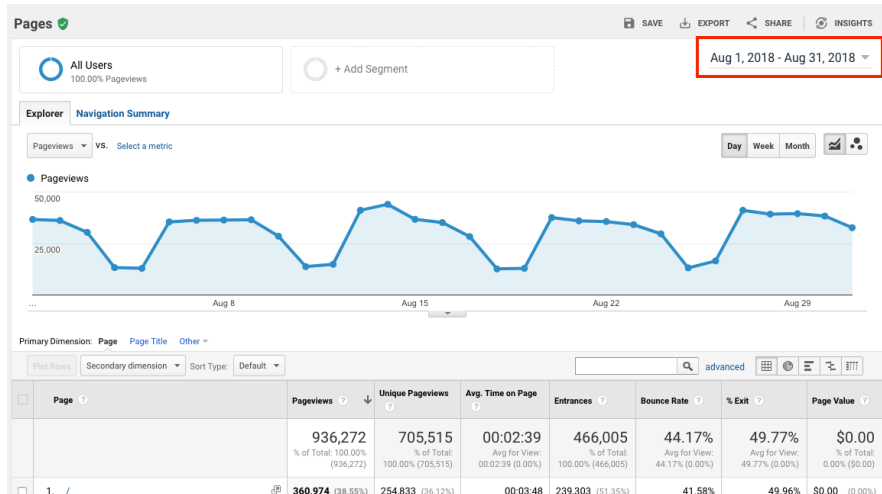 Pages
SAVE EXPORT SHARE INSIGHTS
All Users
100.00% Pageviews
+ Add Segment
Aug 1, 2018 - Aug 31, 2018
Explorer Navigation Summary
Pageviews VS. Select a metric
Day Week Month
Pageviews
50,000
25,000
... Aug 8 Aug 15 Aug 22 Aug 29
Primary Dimension: Page Page Title Other
Plot Rows Secondary dimension Sort Type: Default advanced
Page ? Pageviews ? Unique Pageviews ? Avg. Time on Page ? Entrances ? Bounce Rate ? % Exit ? Page Value ?
936,272 705,515 00:02:39 466,005 44.17% 49.77% $0.00
% of Total: 100.00% % of Total: Avg for View: % of Total: Avg for View: Avg for View: % of Total:
(936,272) 100.00% (705,515) 00:02:39 (0.00%) 100.00% (466,005) 44.17% (0.00%) 49.77% (0.00%) 0.00% ($0.00)
1. / 360,974 (38.55%) 254,833 (36.12%) 00:03:48 239,303 (51.35%) 41.58% 49.96% $0.00 (0.00%)